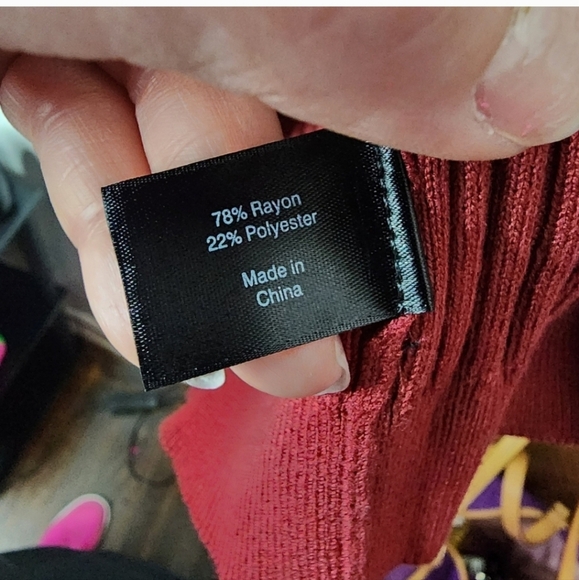 78% Rayon
22% Polyester
Made in
China